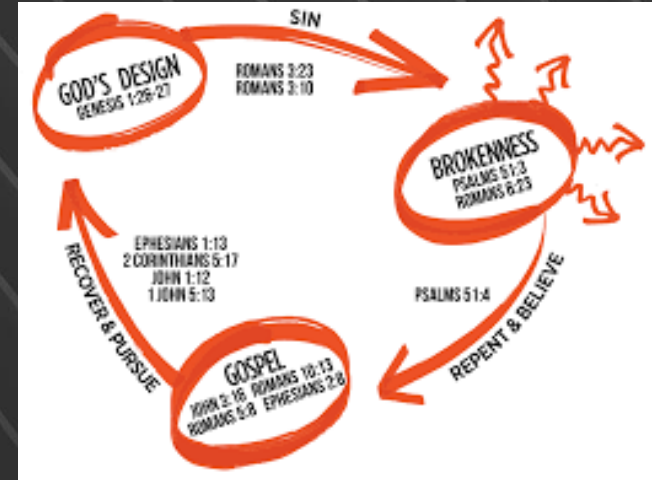 SIN
GOD'S DESIGN
GENESIS 1:26-27
ROMANS 3:23
ROMANS 3:10
BROKENNESS
PSALMS 51:3
ROMANS 6:23
REPENT & BELIEVE
PSALMS 51:4
GOSPEL
JOHN 3:16 ROMANS 10:13
ROMANS 5:8 EPHESIANS 2:8
RECOVER & PURSUE
EPHESIANS 1:13
2 CORINTHIANS 5:17
JOHN 1:12
1 JOHN 5:13